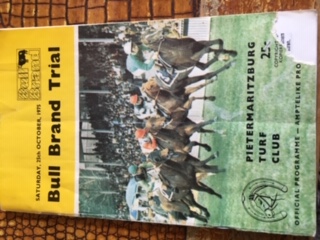 Bull
Brand
SATURDAY, 25th OCTOBER, 1975
Bull Brand Trial
PIETERMARITZBURG
TURF
CLUB
25c
OFFICIAL PROGRAMME — AMPTELIKE PRO